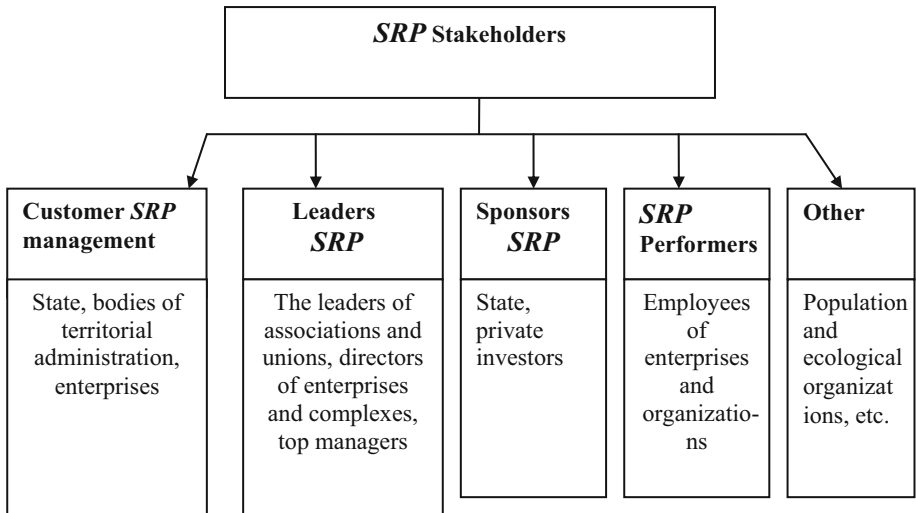 SRP Stakeholders
Customer SRP
management
Leaders
SRP
Sponsors
SRP
SRP
Performers
Other
State, bodies of
territorial
administration,
enterprises
The leaders of
associations and
unions, directors
of enterprises
and complexes,
top managers
State,
private
investors
Employees
of
enterprises
and
organizatio-
ns
Population
and
ecological
organizat
ions, etc.